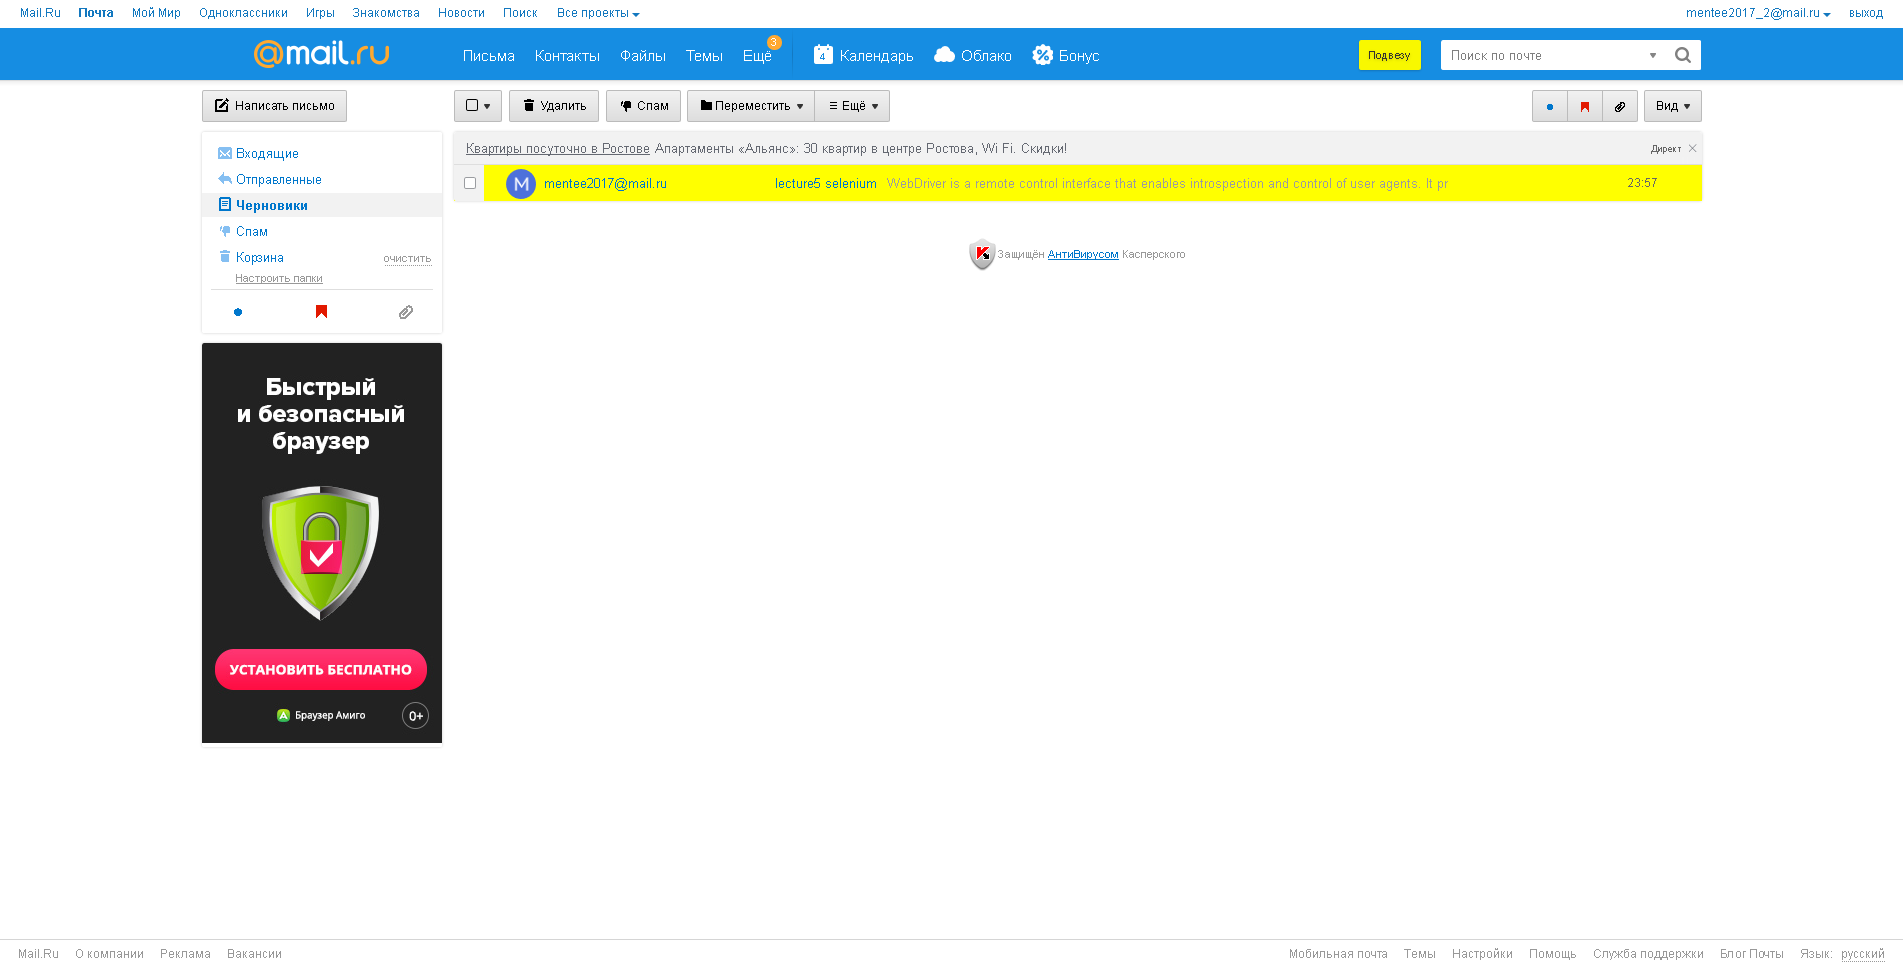 Mail.Ru Почта Мой Мир Одноклассники Игры Знакомства Новости Поиск Все проекты mentee2017_2@mail.ru выход
@mail.ru Письма Контакты Файлы Темы Ещё 3 4 Календарь Облако Бонус Подвезу Поиск по почте
Написать письмо Удалить Спам Переместить Ещё Вид
Входящие
Отправленные
Черновики
Спам
Корзина очистить
Настроить папки
Квартиры посуточно в Ростове Апартаменты «Альянс»: 30 квартир в центре Ростова, Wi Fi. Скидки! Директ
M mentee2017@mail.ru lecture5 selenium WebDriver is a remote control interface that enables introspection and control of user agents. It pr 23:57
Защищён АнтиВирусом Касперского
Быстрый
и безопасный
браузер
УСТАНОВИТЬ БЕСПЛАТНО
Браузер Амиго 0+
Mail.Ru О компании Реклама Вакансии Мобильная почта Темы Настройки Помощь Служба поддержки Блог Почты Язык: русский